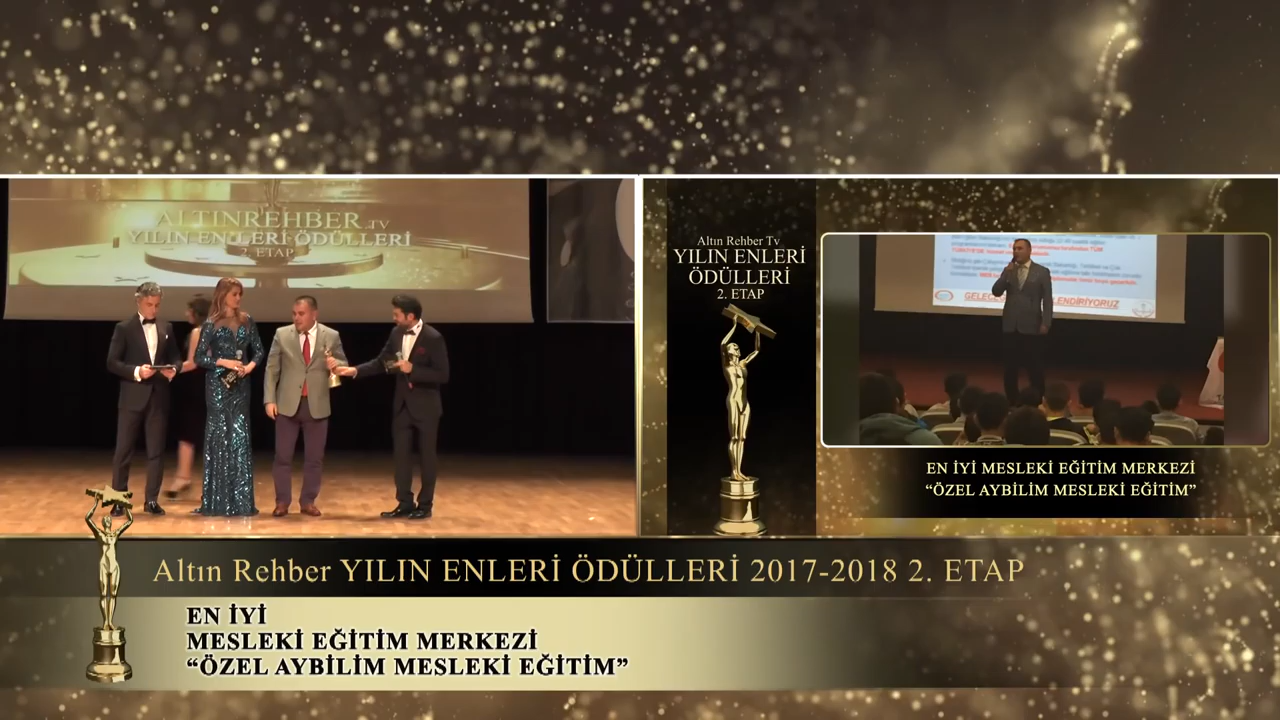 ALTINREHBER.TV
YILIN EN LERİ ÖDÜLLERİ
2. ETAP
Altın Rehber Tv
YILIN ENLERİ
ÖDÜLLERİ
2. ETAP
EN İYİ MESLEKİ EĞİTİM MERKEZİ
“ÖZEL AYBİLİM MESLEKİ EĞİTİM”
Altın Rehber YILIN ENLERİ ÖDÜLLERİ 2017-2018 2. ETAP
EN İYİ
MESLEKİ EĞİTİM MERKEZİ
“ÖZEL AYBİLİM MESLEKİ EĞİTİM”